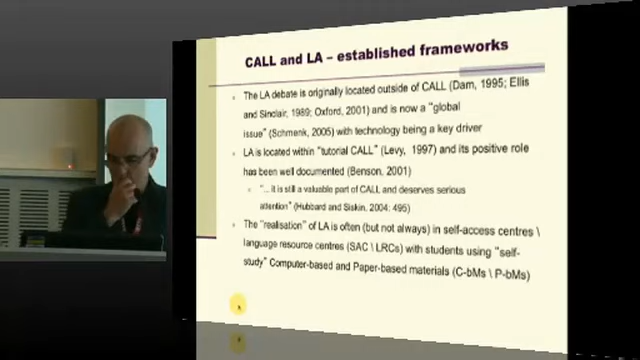 CALL and LA – established frameworks
The LA debate is originally located outside of CALL (Dam, 1995; Ellis
and Sinclair, 1989; Oxford, 2001) and is now a "global
issue" (Schmenk, 2005) with technology being a key driver
LA is located within "tutorial CALL" (Levy, 1997) and its positive role
has been well documented (Benson, 2001)
"... it is still a valuable part of CALL and deserves serious
attention" (Hubbard and Siskin, 2004: 495)
The "realisation" of LA is often (but not always) in self-access centres \
language resource centres (SAC \ LRCs) with students using "self-
study" Computer-based and Paper-based materials (C-bMs \ P-bMs)